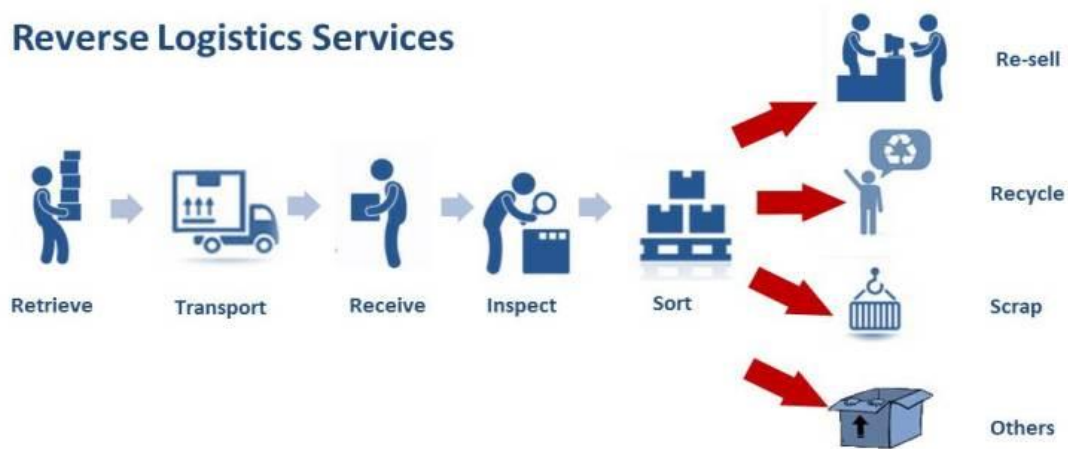 Reverse Logistics Services
Re-sell
Recycle
Retrieve
Transport
Receive
Inspect
Sort
Scrap
Others